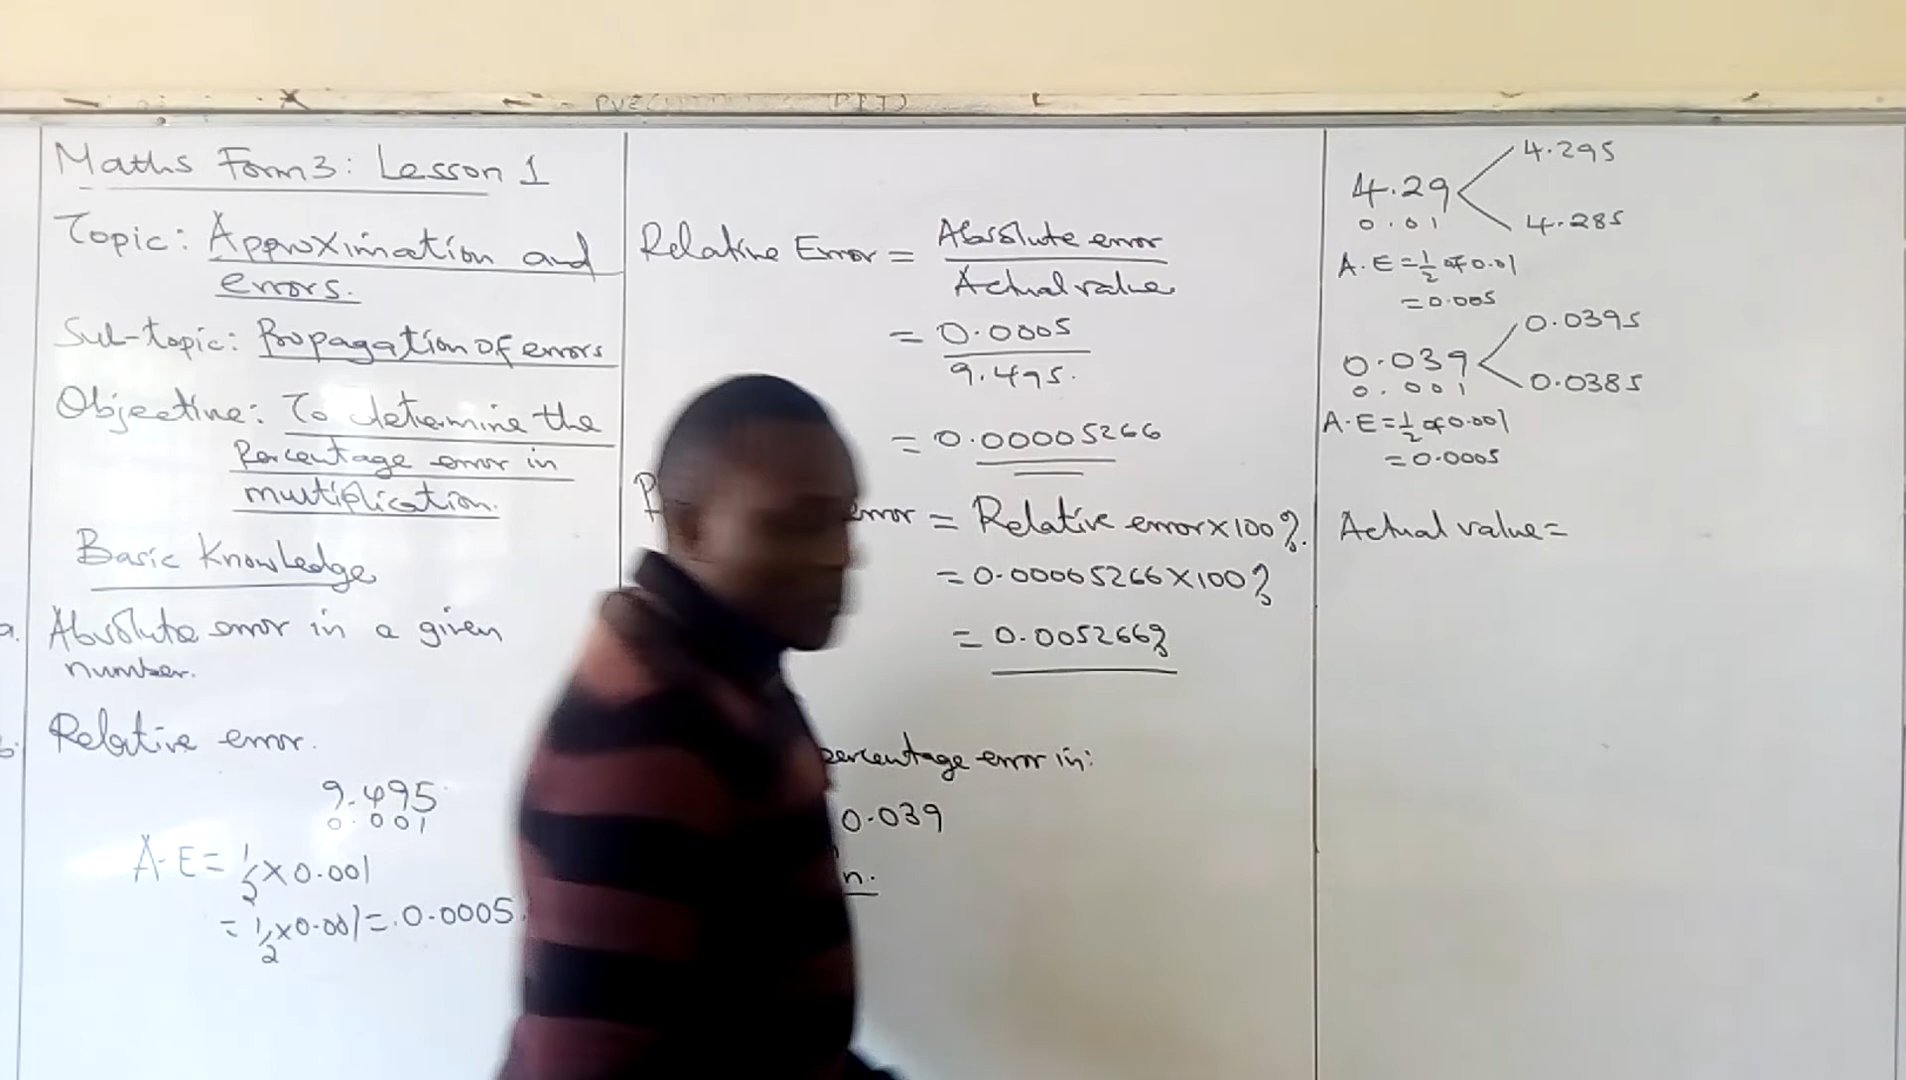 Maths Form 3: Lesson 1
Topic: Approximation and
errors.
Sub-topic: Propagation of errors
Objective: To determine the
Percentage error in
multiplication.
Basic Knowledge
a. Absolute error in a given
number.
b. Relative error.
9.495
0.001
A.E = 1/2 × 0.001
= 1/2 × 0.001 = 0.0005
Relative Error = Absolute error / Actual value
= 0.0005 / 9.495
= 0.00005266
error = Relative error × 100%.
= 0.00005266 × 100%
= 0.005266%
percentage error in:
0.039
n.
4.29
0.01
4.295
4.285
A.E = 1/2 of 0.01
= 0.005
0.039
0.001
0.0395
0.0385
A.E = 1/2 of 0.001
= 0.0005
Actual value =